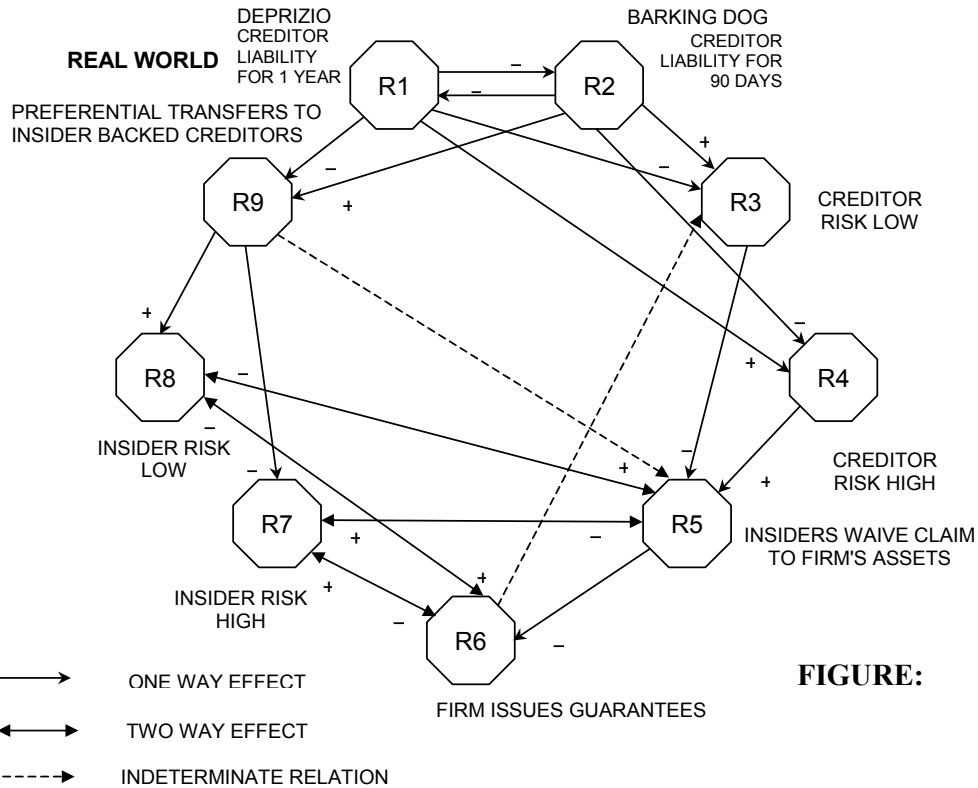 DEPRIZIO
CREDITOR
LIABILITY
FOR 1 YEAR
BARKING DOG
CREDITOR
LIABILITY FOR
90 DAYS
REAL WORLD
PREFERENTIAL TRANSFERS TO
INSIDER BACKED CREDITORS
R1
R2
–
–
+
–
–
+
R9
R3
CREDITOR
RISK LOW
+
–
+
R8
R4
–
–
INSIDER RISK
LOW
–
+
–
+
CREDITOR
RISK HIGH
R7
R5
+
–
INSIDERS WAIVE CLAIM
TO FIRM'S ASSETS
INSIDER RISK
HIGH
+
+
–
R6
–
FIRM ISSUES GUARANTEES
FIGURE:
ONE WAY EFFECT
TWO WAY EFFECT
INDETERMINATE RELATION